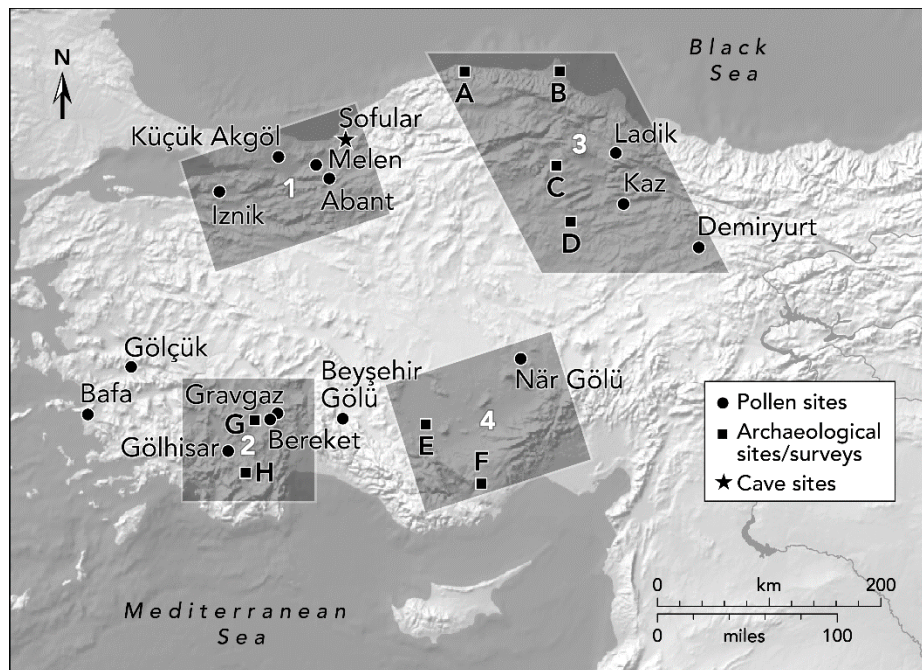 Black
Sea
N
A
B
Sofular
Küçük Akgöl
3
Ladik
Melen
C
1
Kaz
Iznik
Abant
D
Demiryurt
Gölçük
Beyşehir
Gölü
När Gölü
Bafa
Gravgaz
G
Bereket
E
4
Gölhisar
2
H
F
Pollen sites
Archaeological
sites/surveys
Cave sites
0 km 200
0 miles 100
Mediterranean
Sea